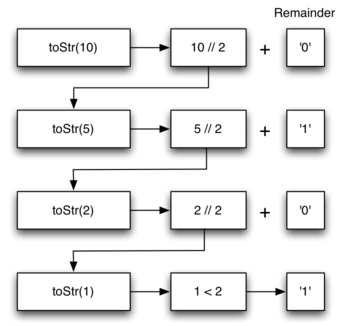 Remainder
toStr(10) 10 // 2 + '0'
toStr(5) 5 // 2 + '1'
toStr(2) 2 // 2 + '0'
toStr(1) 1 < 2 '1'